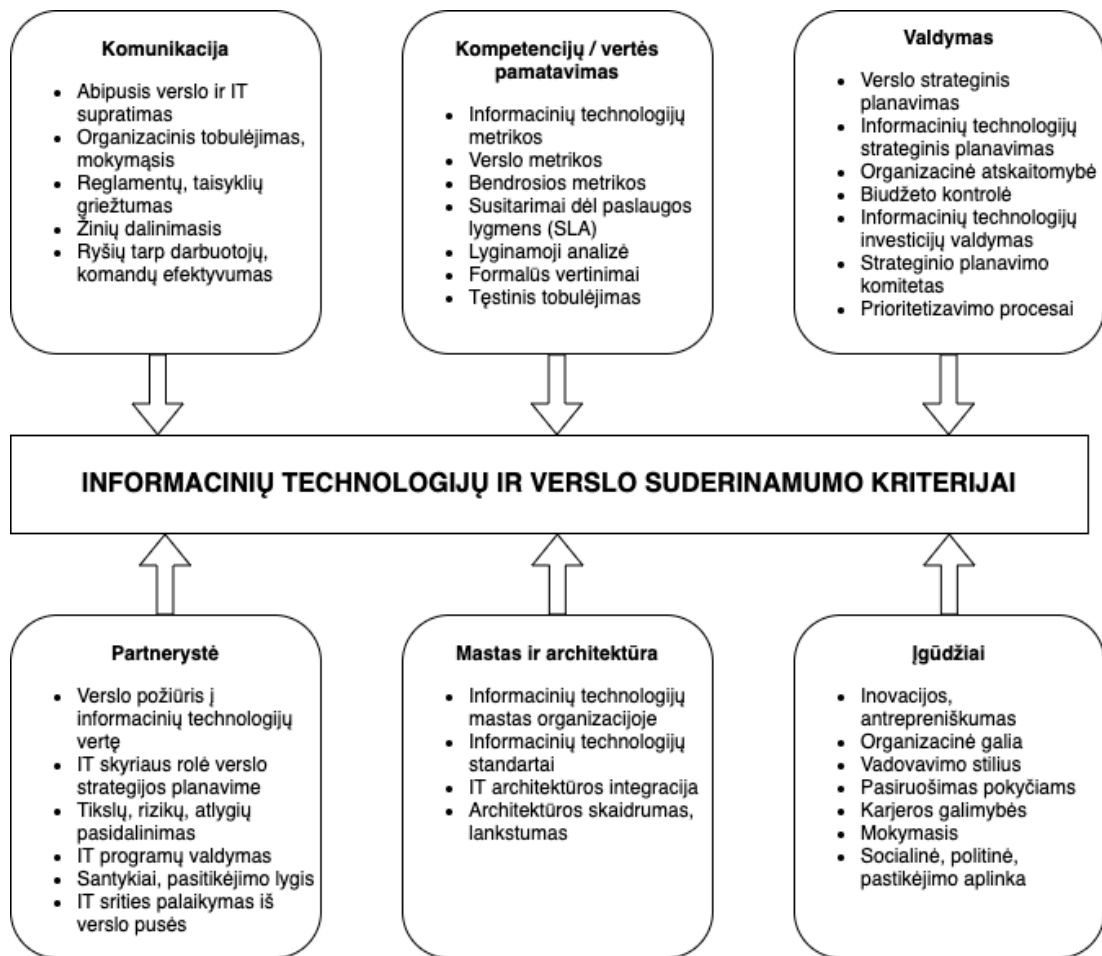 Komunikacija
• Abipusis verslo ir IT
supratimas
• Organizacinis tobulėjimas,
mokymąsis
• Reglamentų, taisyklių
griežtumas
• Žinių dalinimasis
• Ryšių tarp darbuotojų,
komandų efektyvumas
Kompetencijų / vertės
pamatavimas
• Informacinių technologijų
metrikos
• Verslo metrikos
• Bendrosios metrikos
• Susitarimai dėl paslaugos
lygmens (SLA)
• Lyginamoji analizė
• Formalūs vertinimai
• Tęstinis tobulėjimas
Valdymas
• Verslo strateginis
planavimas
• Informacinių technologijų
strateginis planavimas
• Organizacinė atskaitomybė
• Biudžeto kontrolė
• Informacinių technologijų
investicijų valdymas
• Strateginio planavimo
komitetas
• Prioritetizavimo procesai
INFORMACINIŲ TECHNOLOGIJŲ IR VERSLO SUDERINAMUMO KRITERIJAI
Partnerystė
• Verslo požiūris į
informacinių technologijų
vertę
• IT skyriaus rolė verslo
strategijos planavime
• Tikslų, rizikų, atlygių
pasidalinimas
• IT programų valdymas
• Santykiai, pasitikėjimo lygis
• IT srities palaikymas iš
verslo pusės
Mastas ir architektūra
• Informacinių technologijų
mastas organizacijoje
• Informacinių technologijų
standartai
• IT architektūros integracija
• Architektūros skaidrumas,
lankstumas
Įgūdžiai
• Inovacijos,
antrepreniškumas
• Organizacinė galia
• Vadovavimo stilius
• Pasiruošimas pokyčiams
• Karjeros galimybės
• Mokymasis
• Socialinė, politinė,
pastikėjimo aplinka